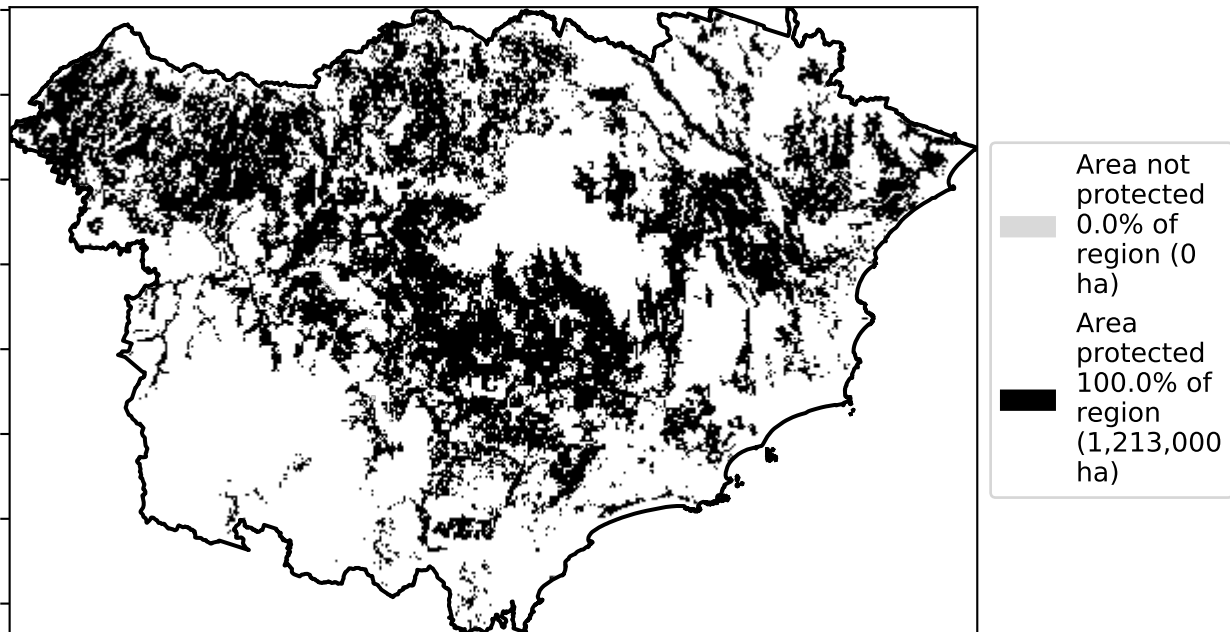 Area not
protected
0.0% of
region (0
ha)
Area
protected
100.0% of
region
(1,213,000
ha)